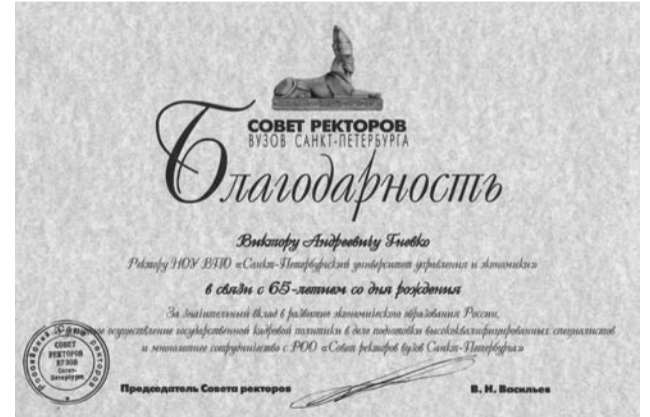 СОВЕТ РЕКТОРОВ
ВУЗОВ САНКТ-ПЕТЕРБУРГА
Благодарность
Виктору Андреевичу Гневко
Ректору НОУ ВПО «Санкт-Петербургский университет управления и экономики»
в связи с 65-летием со дня рождения
За значительный вклад в развитие экономического образования России,
осуществление государственной кадровой политики в деле подготовки высококвалифицированных специалистов
и многолетнее сотрудничество с РОО «Совет ректоров вузов Санкт-Петербурга»
СОВЕТ
РЕКТОРОВ
ВУЗОВ
Санкт-
Петербурга
Председатель Совета ректоров
В. Н. Васильев